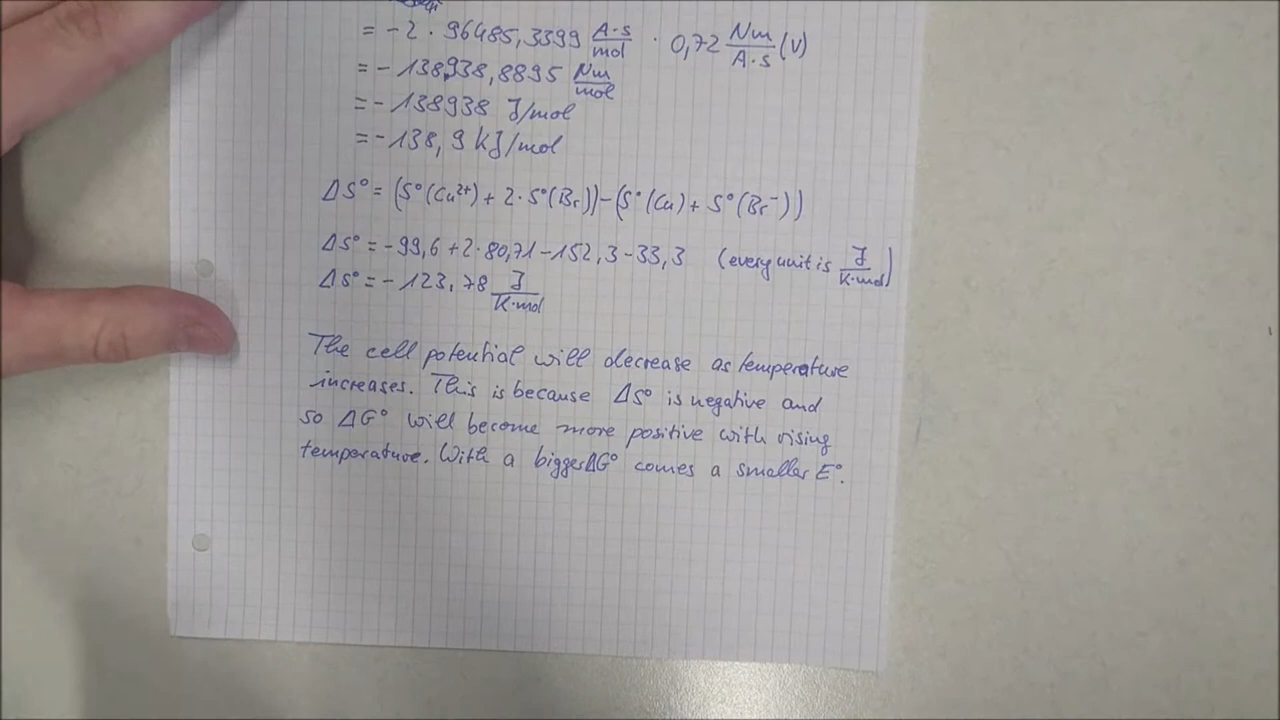 = -2 · 96485,3399 A·s/mol · 0,72 Nm/A·s (V)
= -138938,8895 Nm/mol
= -138938 J/mol
= -138,9 kJ/mol
ΔS° = (S°(Cu²⁺) + 2·S°(Br)) - (S°(Cu) + S°(Br⁻))
ΔS° = -99,6 + 2·80,71 - 152,3 - 33,3 (every unit is J/K·mol)
ΔS° = -123,78 J/K·mol
The cell potential will decrease as temperature
increases. This is because ΔS° is negative and
so ΔG° will become more positive with rising
temperature. With a bigger ΔG° comes a smaller E°.